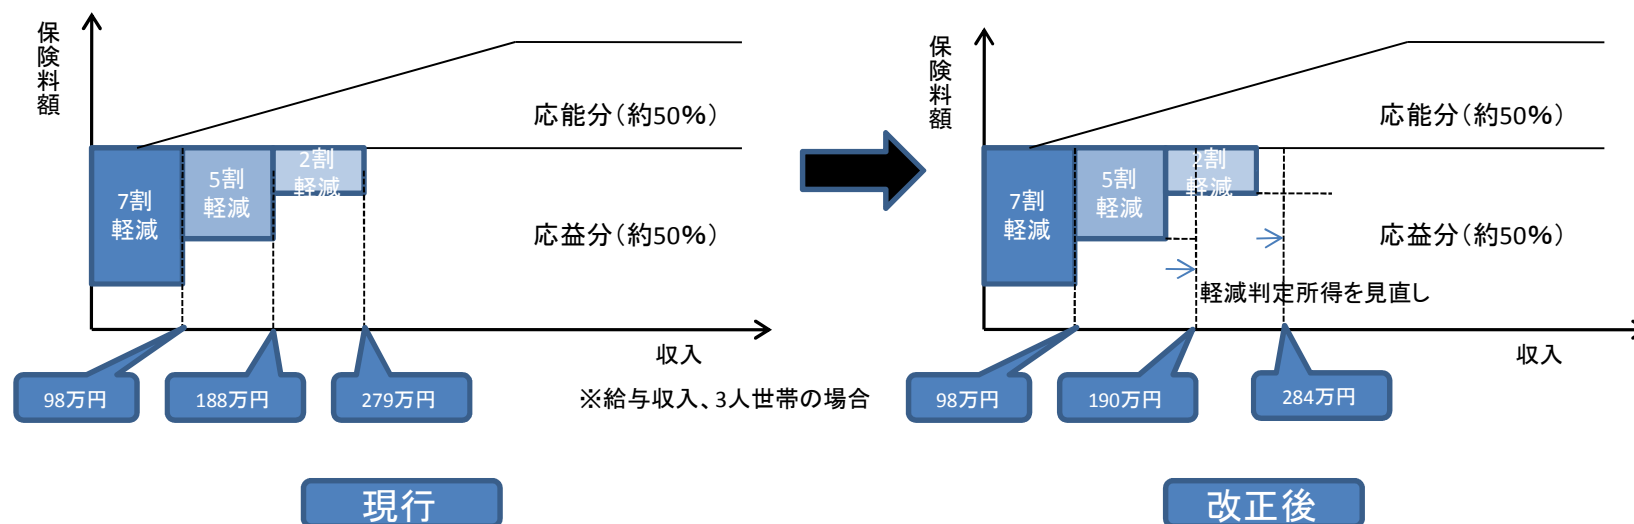 保険料額
応能分（約50％）
7割
軽減
5割
軽減
2割
軽減
応益分（約50％）
収入
98万円
188万円
279万円
※給与収入、3人世帯の場合
現行
保険料額
応能分（約50％）
7割
軽減
5割
軽減
2割
軽減
応益分（約50％）
軽減判定所得を見直し
収入
98万円
190万円
284万円
改正後